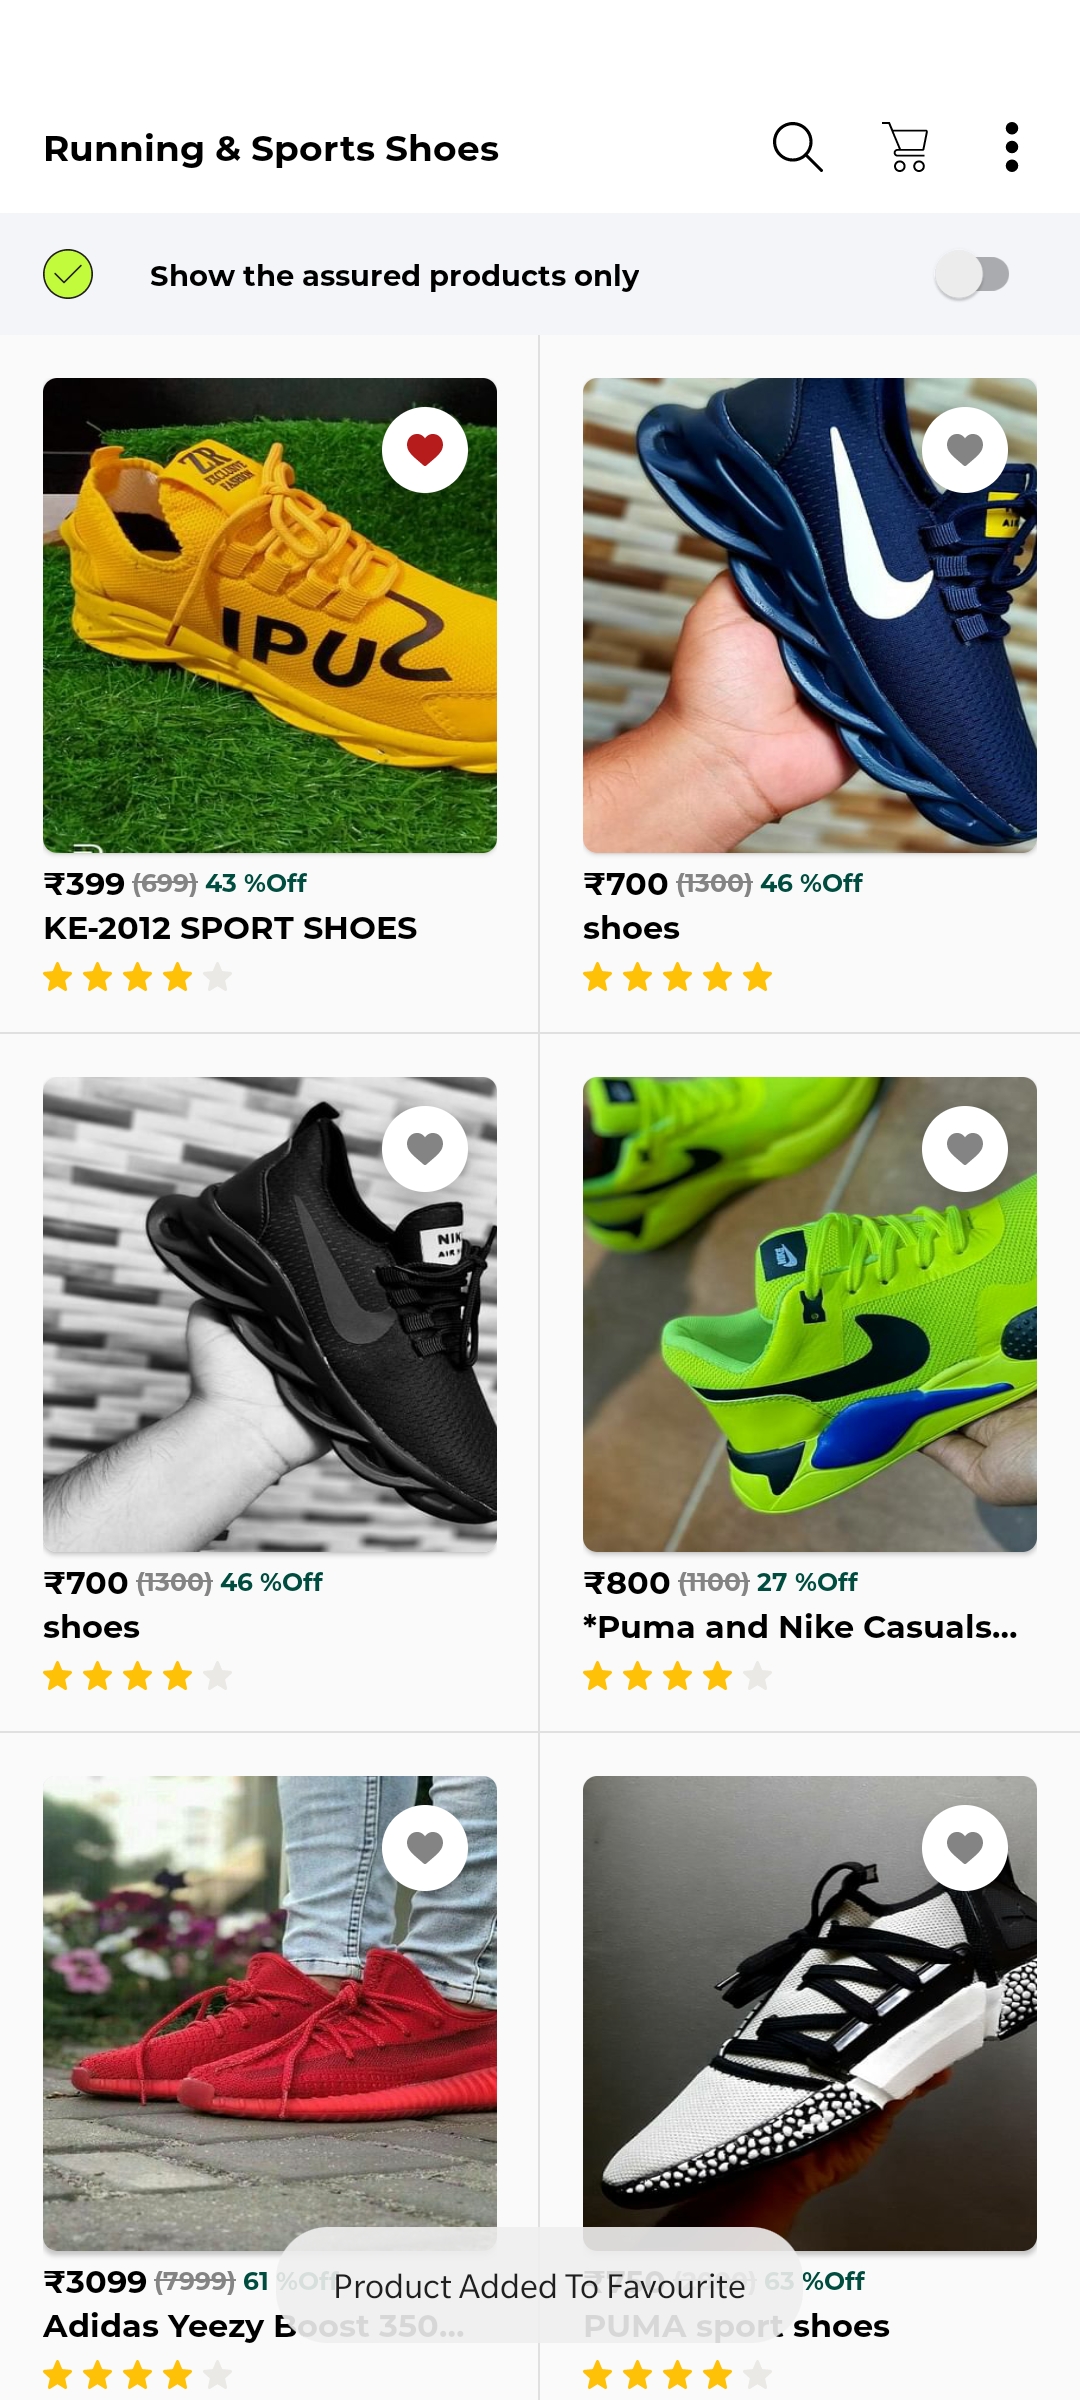 Running & Sports Shoes
Show the assured products only
ZR
EXCLUSIVE
FASHION
IPUS
₹399 (699) 43 %Off
KE-2012 SPORT SHOES
AIR
₹700 (1300) 46 %Off
shoes
NIK
AIR
₹700 (1300) 46 %Off
shoes
NIKE
₹800 (1100) 27 %Off
*Puma and Nike Casuals...
₹3099 (7999) 61 %Off
Adidas Yeezy Boost 350...
₹750 63 %Off
PUMA sport shoes
Product Added To Favourite